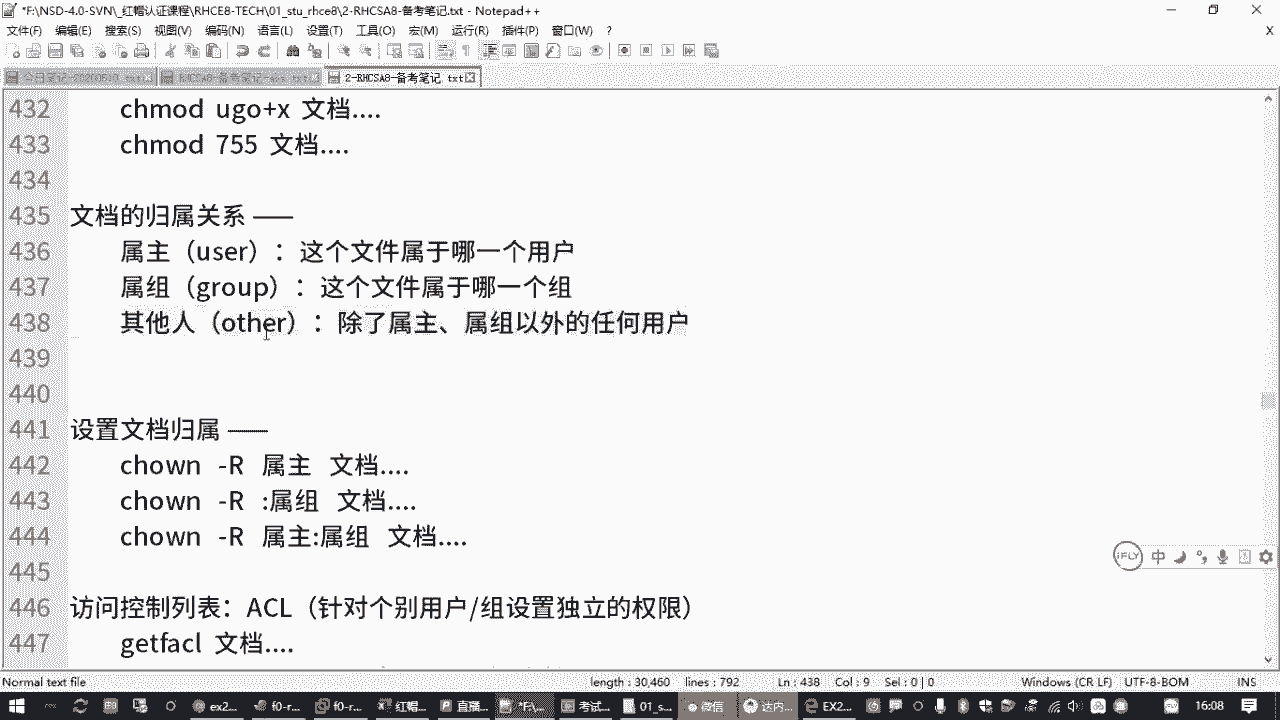 *F:\NSD-4.0-SVN\_红帽认证课程\RHCE8-TECH\01_stu_rhce8\2-RHCSA8-备考笔记.txt - Notepad++
文件(F) 编辑(E) 搜索(S) 视图(V) 编码(N) 语言(L) 设置(T) 工具(O) 宏(M) 运行(R) 插件(P) 窗口(W) ? X
2-RHCSA8-备考笔记.txt
432 chmod ugo+x 文档....
433 chmod 755 文档....
434
435 文档的归属关系 ——
436 属主（user）：这个文件属于哪一个用户
437 属组（group）：这个文件属于哪一个组
438 其他人（other）：除了属主、属组以外的任何用户
439
440
441 设置文档归属 ——
442 chown -R 属主 文档....
443 chown -R :属组 文档....
444 chown -R 属主:属组 文档....
445
446 访问控制列表：ACL（针对个别用户/组设置独立的权限）
447 getfacl 文档....
iFLY 中
Normal text file length : 30,460 lines : 792 Ln : 438 Col : 9 Sel : 0 | 0 Windows (CR LF) UTF-8-BOM INS
ex2... f0-r... f0-r... 红帽... 直播... *F:\... 考试... 01_s... 微信 达内... EX2... 16:08